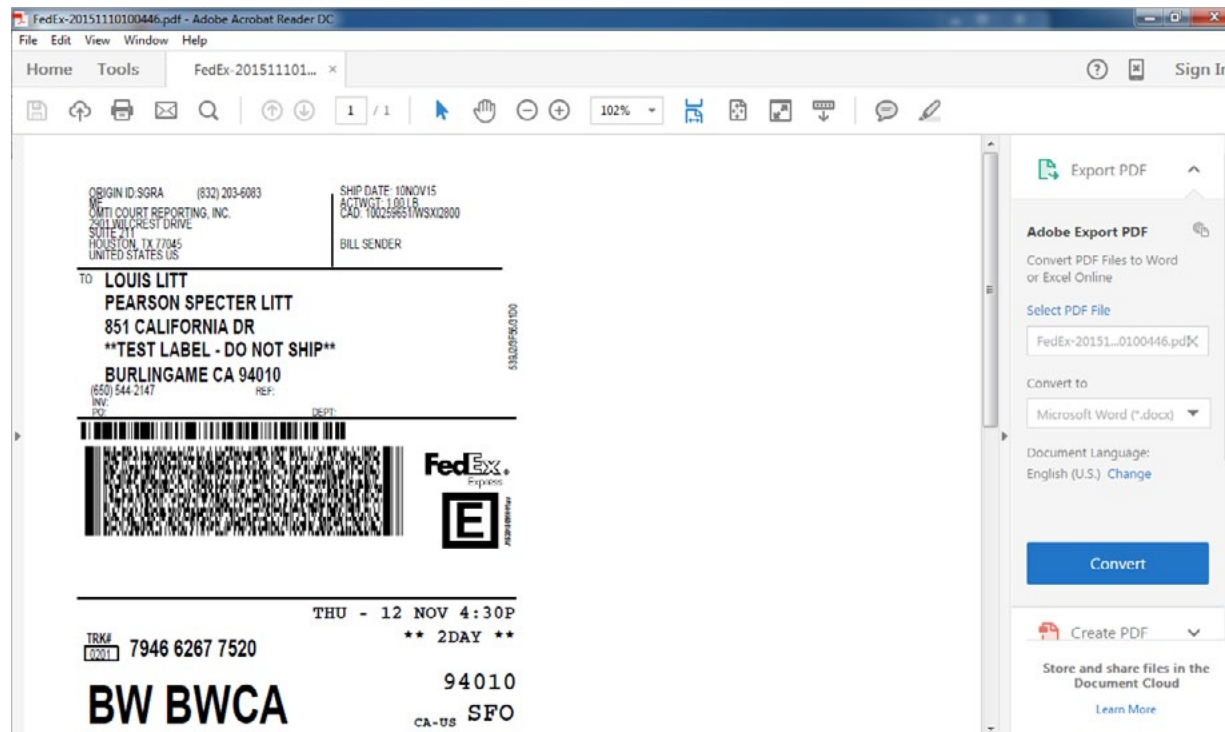 FedEx-20151110100446.pdf - Adobe Acrobat Reader DC
File Edit View Window Help
Home Tools FedEx-201511101... × Sign In
1 / 1 102%
ORIGIN ID:SGRA (832) 203-6083
ME
OMTI COURT REPORTING, INC.
2901 WILCREST DRIVE
SUITE 211
HOUSTON, TX 77045
UNITED STATES US
SHIP DATE: 10NOV15
ACTWGT: 1.00 LB
CAD: 100259651/WSXI2800
BILL SENDER
TO LOUIS LITT
PEARSON SPECTER LITT
851 CALIFORNIA DR
**TEST LABEL - DO NOT SHIP**
BURLINGAME CA 94010
(650) 544-2147 REF:
INV:
PO: DEPT:
FedEx®
Express
E
THU - 12 NOV 4:30P
** 2DAY **
TRK#
0201 7946 6267 7520
94010
BW BWCA
CA-US SFO
Export PDF
Adobe Export PDF
Convert PDF Files to Word
or Excel Online
Select PDF File
FedEx-20151...0100446.pdf
Convert to
Microsoft Word (*.docx)
Document Language:
English (U.S.) Change
Convert
Create PDF
Store and share files in the
Document Cloud
Learn More